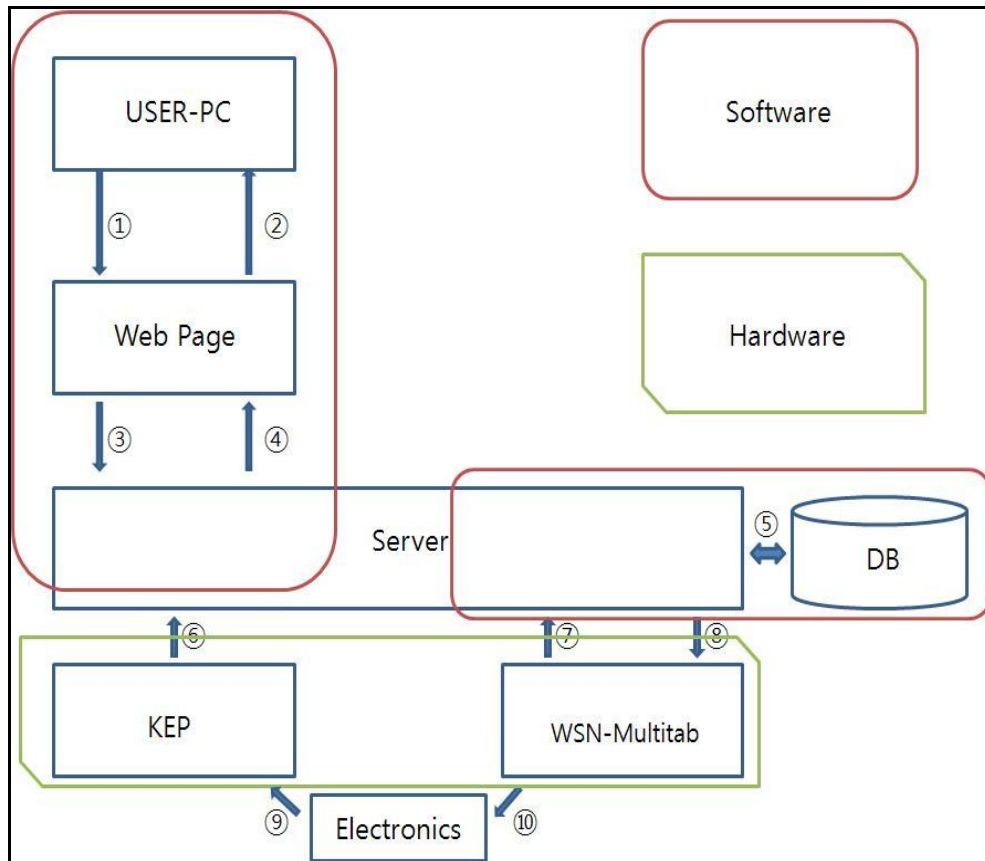 USER-PC
Software
① ②
Web Page
Hardware
③ ④
Server
⑤
DB
⑥ ⑦ ⑧
KEP
WSN-Multitab
⑨ Electronics ⑩